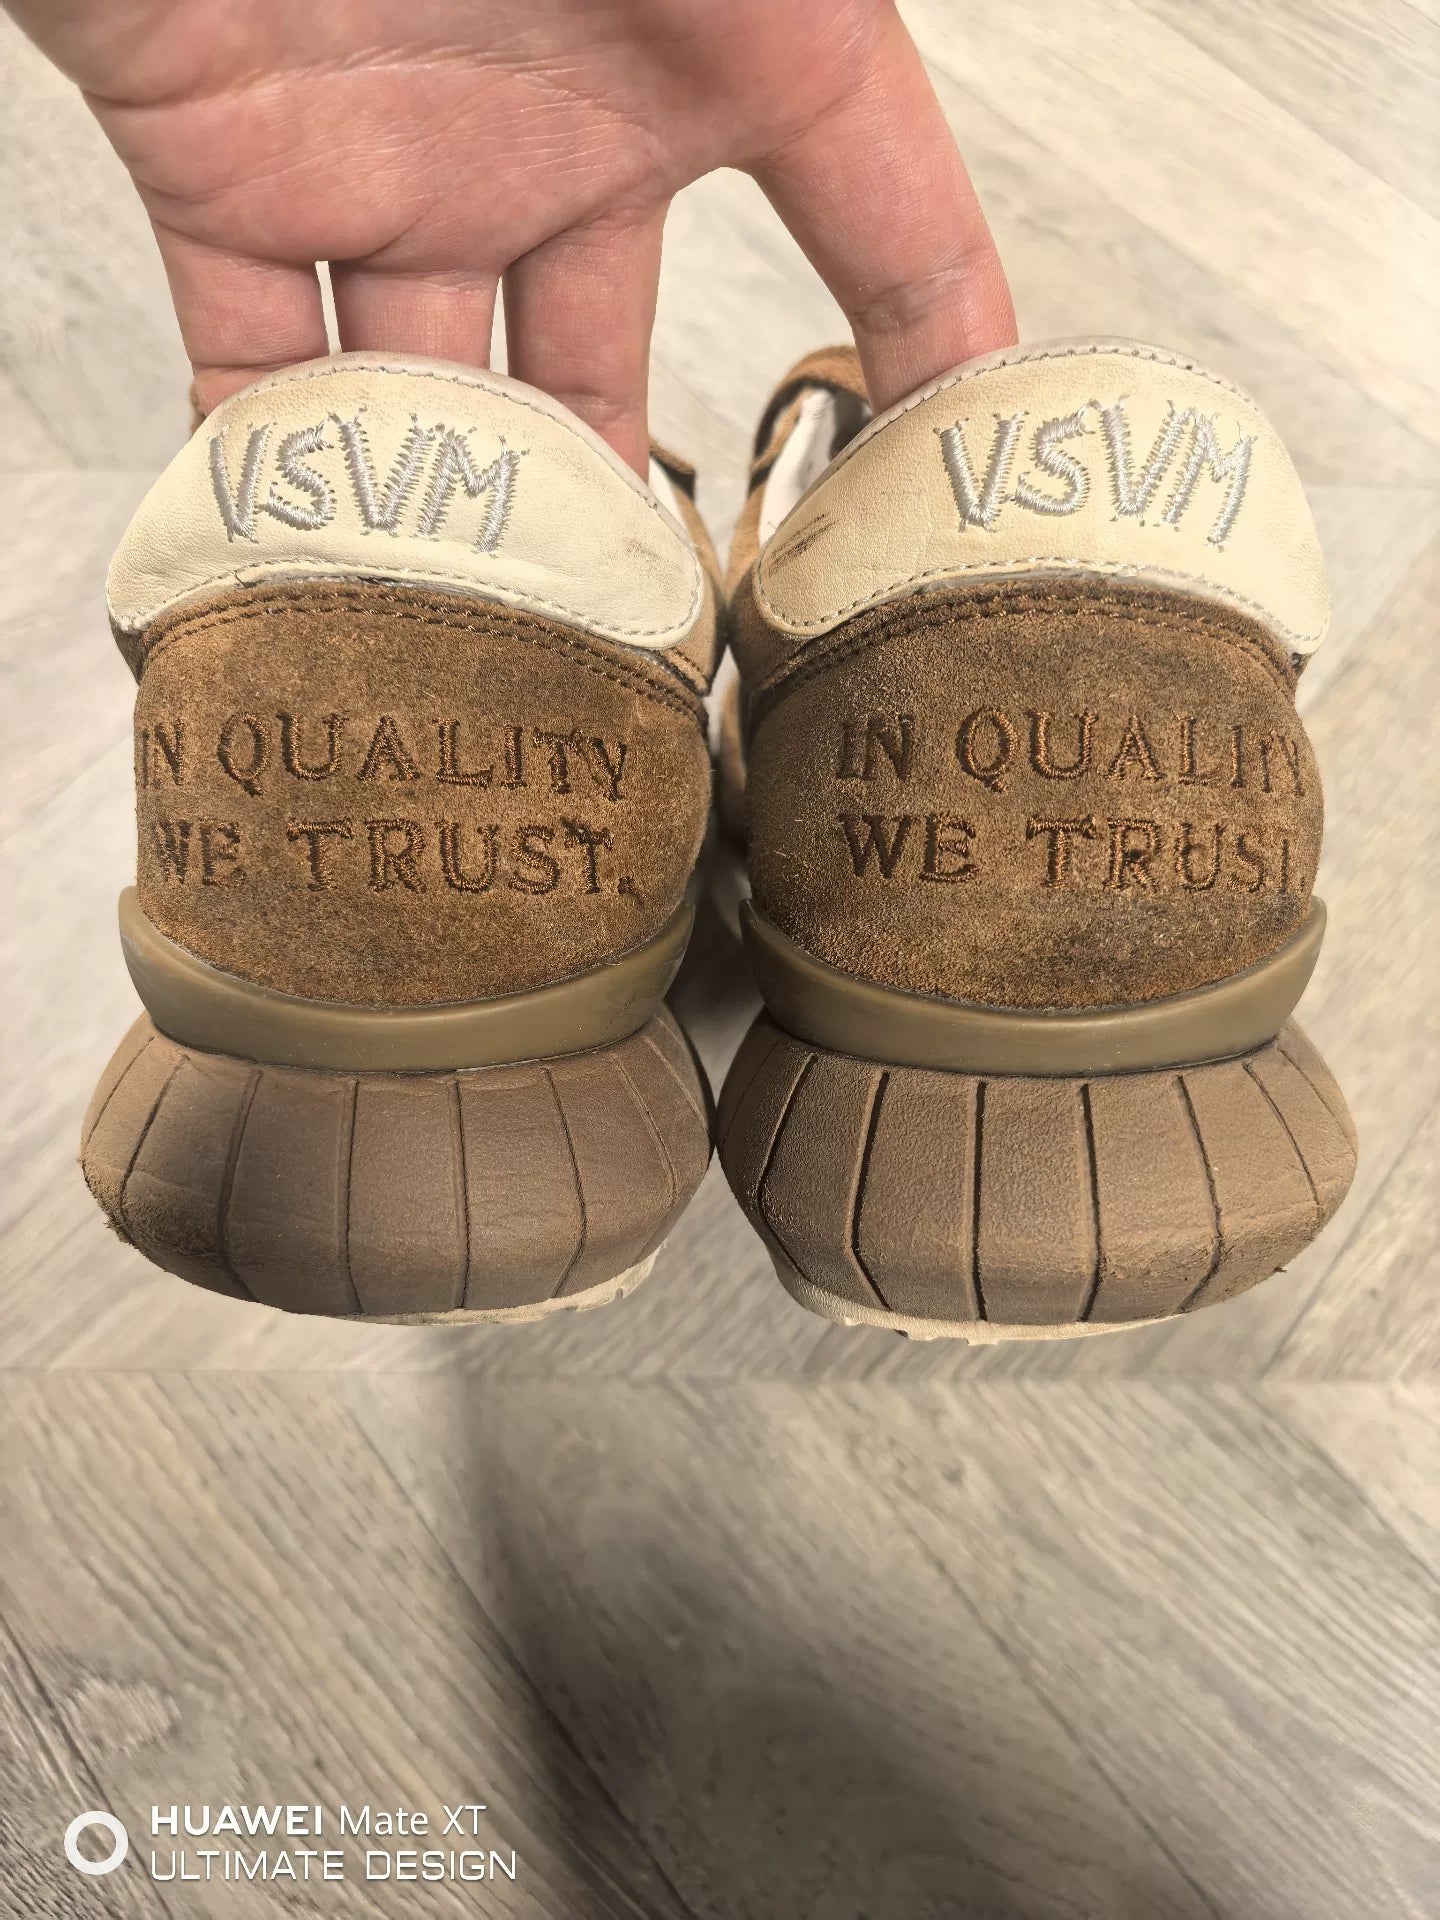 VSVM
VSVM
IN QUALITY
WE TRUST.
IN QUALITY
WE TRUST.
HUAWEI Mate XT
ULTIMATE DESIGN